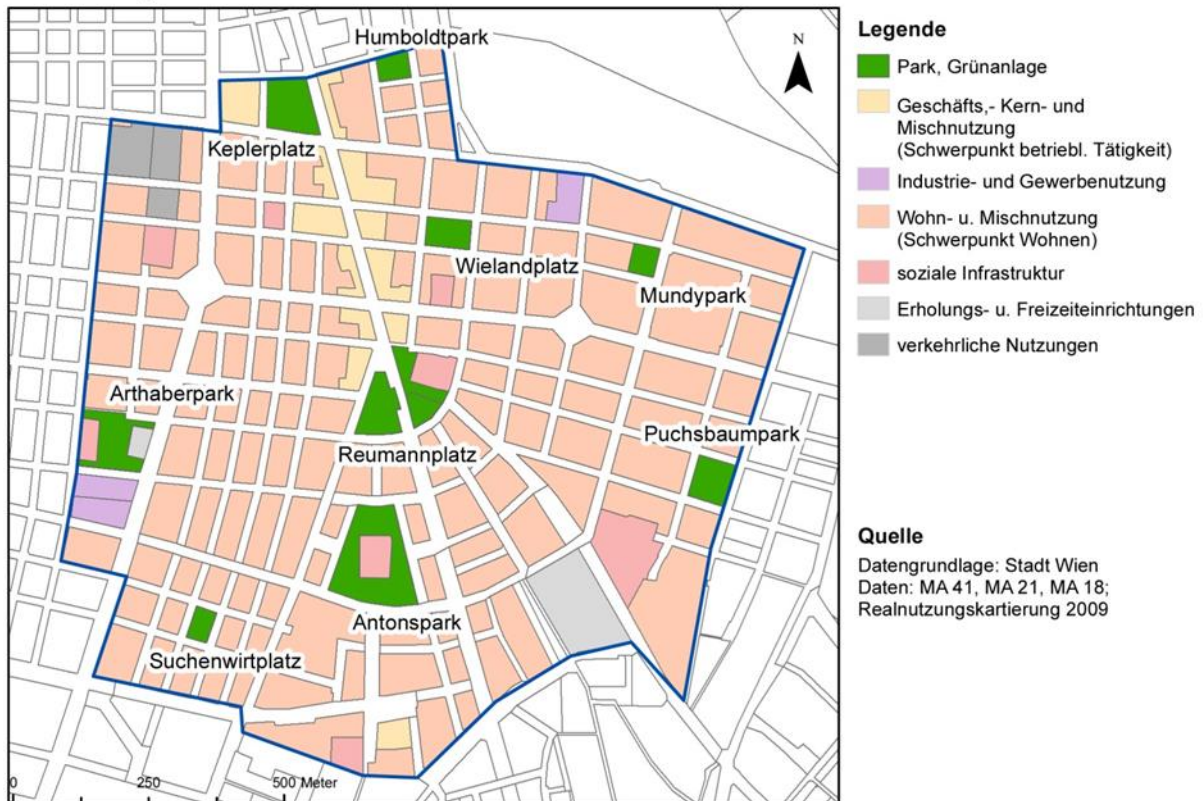 Humboldtpark
N
Keplerplatz
Wielandplatz
Mundypark
Arthaberpark
Puchsbaumpark
Reumannplatz
Antonspark
Suchenwirtplatz
0 250 500 Meter
Legende
Park, Grünanlage
Geschäfts,- Kern- und
Mischnutzung
(Schwerpunkt betriebl. Tätigkeit)
Industrie- und Gewerbenutzung
Wohn- u. Mischnutzung
(Schwerpunkt Wohnen)
soziale Infrastruktur
Erholungs- u. Freizeiteinrichtungen
verkehrliche Nutzungen
Quelle
Datengrundlage: Stadt Wien
Daten: MA 41, MA 21, MA 18;
Realnutzungskartierung 2009